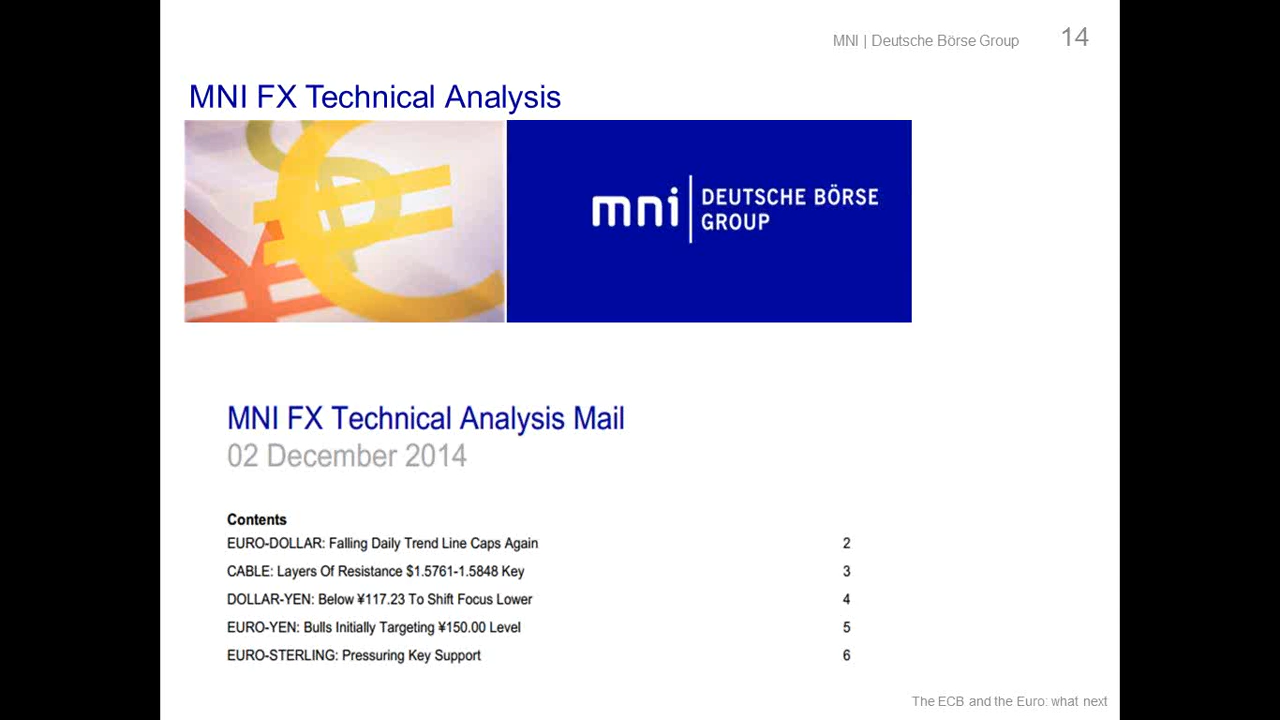 MNI | Deutsche Börse Group 14
MNI FX Technical Analysis
mni DEUTSCHE BÖRSE
GROUP
MNI FX Technical Analysis Mail
02 December 2014
Contents
EURO-DOLLAR: Falling Daily Trend Line Caps Again 2
CABLE: Layers Of Resistance $1.5761-1.5848 Key 3
DOLLAR-YEN: Below ¥117.23 To Shift Focus Lower 4
EURO-YEN: Bulls Initially Targeting ¥150.00 Level 5
EURO-STERLING: Pressuring Key Support 6
The ECB and the Euro: what next